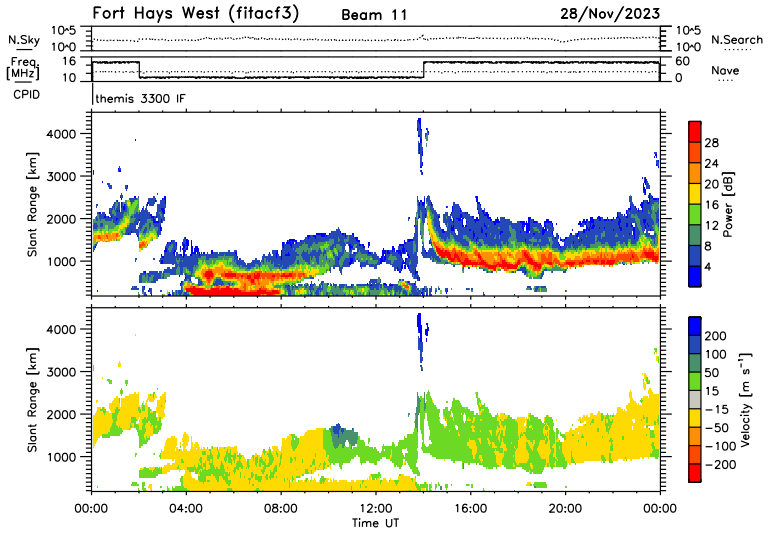 Fort Hays West (fitacf3) Beam 11 28/Nov/2023
N.Sky 10^5 10^0 10^5 10^0 N.Search
Freq. [MHz] 16 10 60 0 Nave
CPID themis 3300 IF
Slant Range [km] 4000 3000 2000 1000
28 24 20 16 12 8 4 Power [dB]
Slant Range [km] 4000 3000 2000 1000
200 100 50 15 −15 −50 −100 −200 Velocity [m s⁻¹]
00:00 04:00 08:00 12:00 16:00 20:00 00:00
Time UT